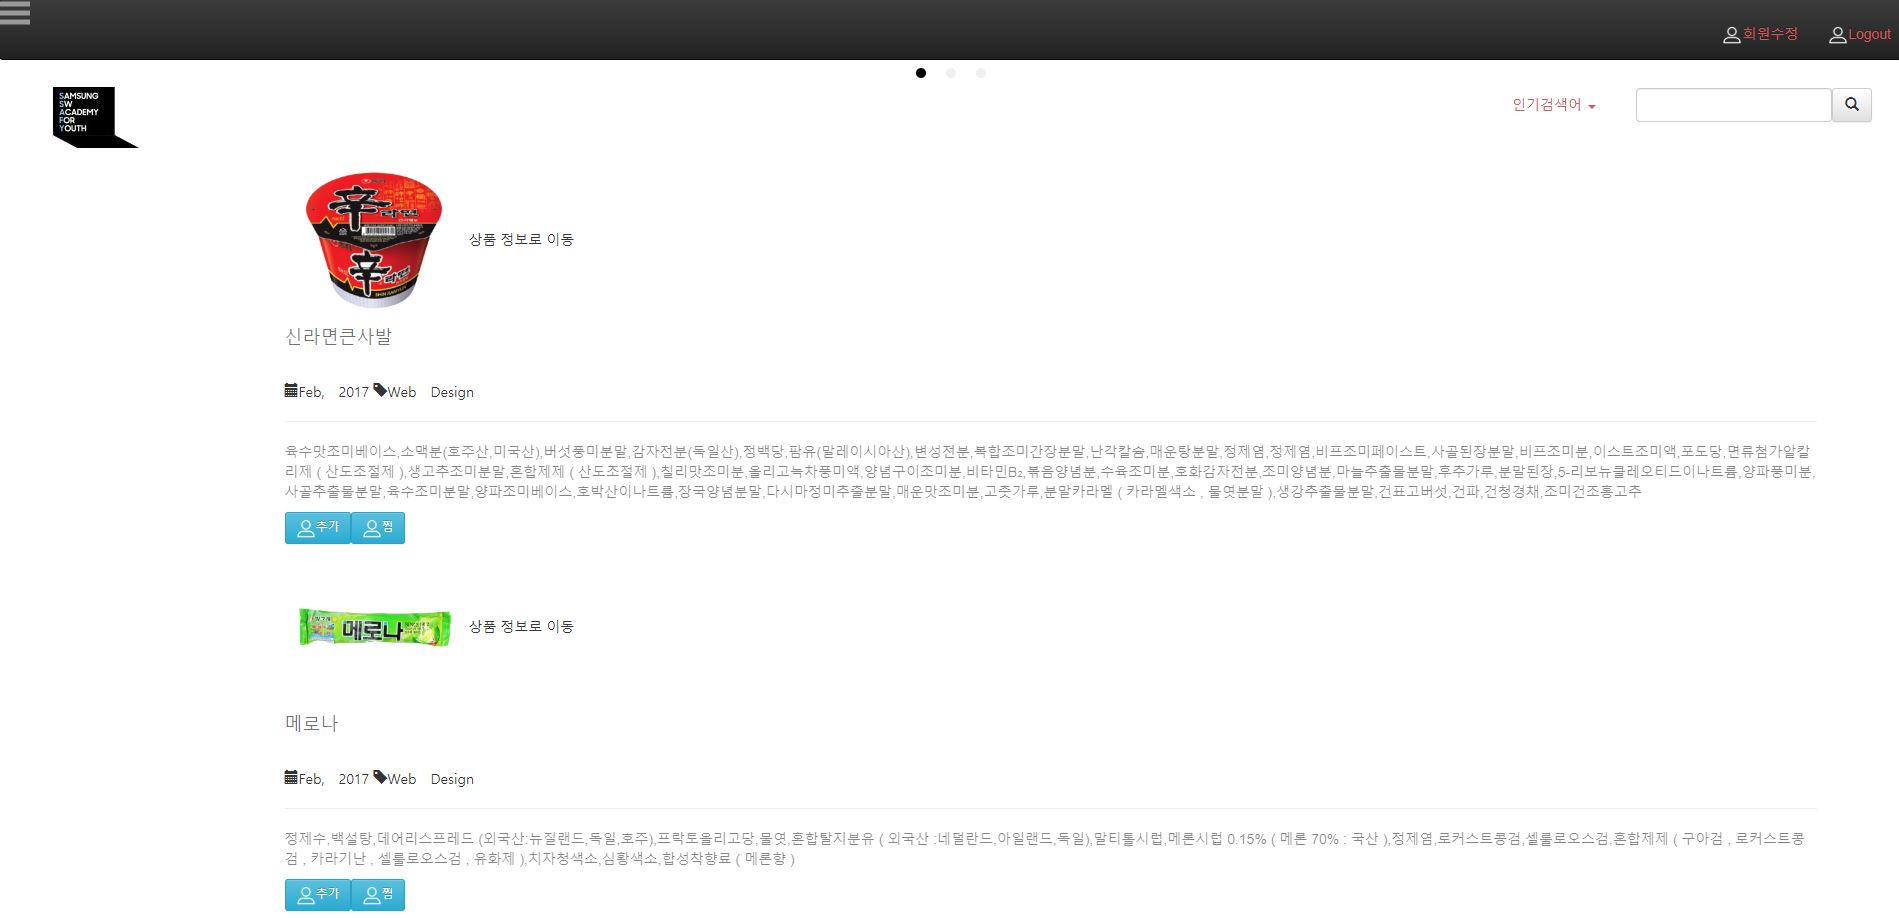 회원수정 Logout
SAMSUNG
SW
ACADEMY
FOR
YOUTH
인기검색어
辛라면
辛라면
SHIN RAMYUN
상품 정보로 이동
신라면큰사발
Feb, 2017 Web Design
육수맛조미베이스,소맥분(호주산,미국산),버섯풍미분말,감자전분(독일산),정백당,팜유(말레이시아산),변성전분,복합조미간장분말,난각칼슘,매운탕분말,정제염,정제염,비프조미페이스트,사골된장분말,비프조미분,이스트조미액,포도당,면류첨가알칼
리제 ( 산도조절제 ),생고추조미분말,혼합제제 ( 산도조절제 ),칠리맛조미분,올리고녹차풍미액,양념구이조미분,비타민B₂,볶음양념분,수육조미분,호화감자전분,조미양념분,마늘추출물분말,후추가루,분말된장,5-리보뉴클레오티드이나트륨,양파풍미분,
사골추출물분말,육수조미분말,양파조미베이스,호박산이나트륨,장국양념분말,다시마정미추출분말,매운맛조미분,고춧가루,분말카라멜 ( 카라멜색소 , 물엿분말 ),생강추출물분말,건표고버섯,건파,건청경채,조미건조홍고추
추가 찜
메로나
상품 정보로 이동
메로나
Feb, 2017 Web Design
정제수,백설탕,데어리스프레드 (외국산:뉴질랜드,독일,호주),프락토올리고당,물엿,혼합탈지분유 ( 외국산 :네덜란드,아일랜드,독일),말티톨시럽,메론시럽 0.15% ( 메론 70% : 국산 ),정제염,로커스트콩검,셀룰로오스검,혼합제제 ( 구아검 , 로커스트콩
검 , 카라기난 , 셀룰로오스검 , 유화제 ),치자청색소,심황색소,합성착향료 ( 메론향 )
추가 찜